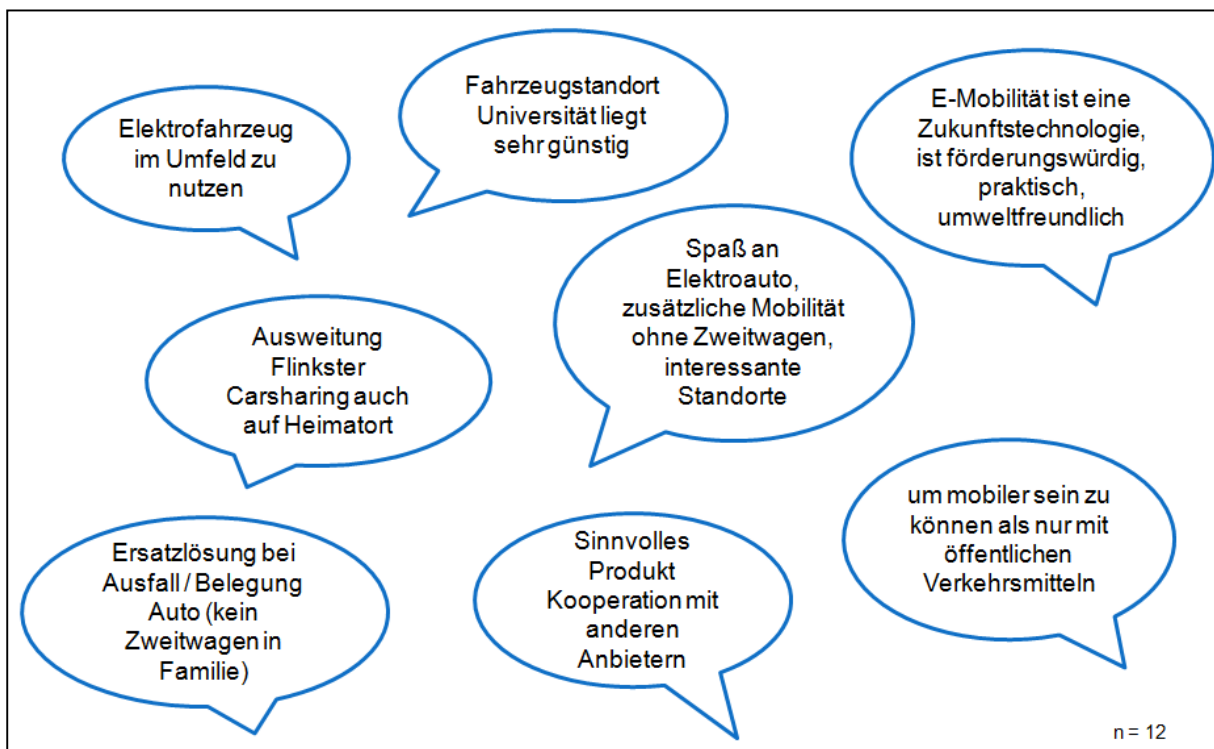 Elektrofahrzeug
im Umfeld zu
nutzen
Fahrzeugstandort
Universität liegt
sehr günstig
E-Mobilität ist eine
Zukunftstechnologie,
ist förderungswürdig,
praktisch,
umweltfreundlich
Ausweitung
Flinkster
Carsharing auch
auf Heimatort
Spaß an
Elektroauto,
zusätzliche Mobilität
ohne Zweitwagen,
interessante
Standorte
Ersatzlösung bei
Ausfall / Belegung
Auto (kein
Zweitwagen in
Familie)
Sinnvolles
Produkt
Kooperation mit
anderen
Anbietern
um mobiler sein zu
können als nur mit
öffentlichen
Verkehrsmitteln
n = 12